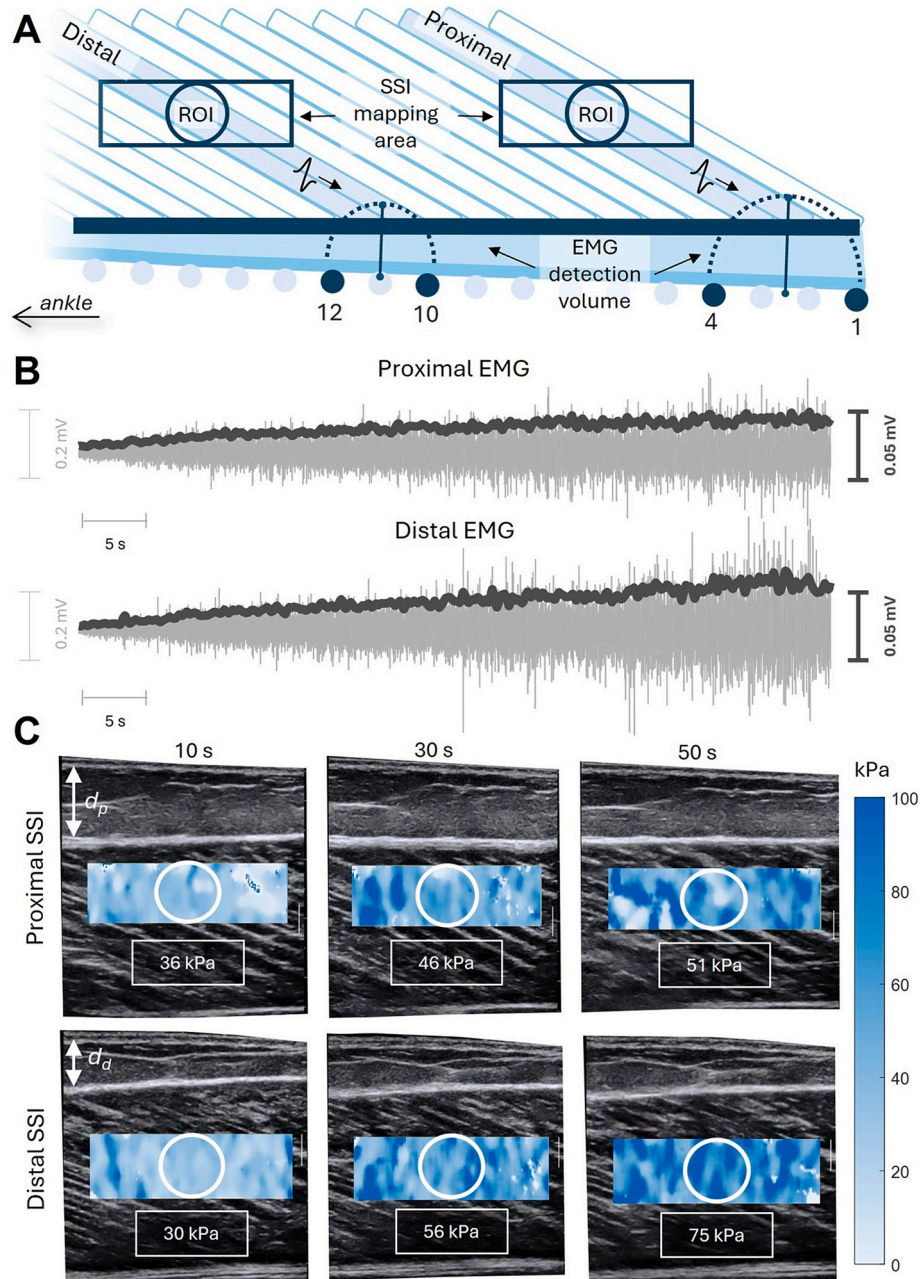 A
Distal
Proximal
ROI
SSI
mapping
area
ROI
EMG
detection
volume
12
10
4
1
ankle
B
Proximal EMG
0.2 mV
0.05 mV
5 s
Distal EMG
0.2 mV
0.05 mV
5 s
C
10 s
30 s
50 s
kPa
Proximal SSI
dp
36 kPa
46 kPa
51 kPa
Distal SSI
dd
30 kPa
56 kPa
75 kPa
100
80
60
40
20
0